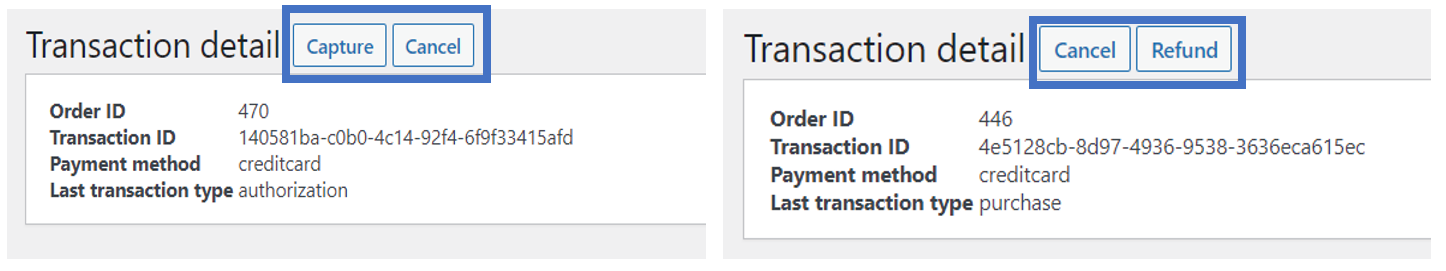 Transaction detail Capture Cancel
Order ID 470
Transaction ID 140581ba-c0b0-4c14-92f4-6f9f33415afd
Payment method creditcard
Last transaction type authorization
Transaction detail Cancel Refund
Order ID 446
Transaction ID 4e5128cb-8d97-4936-9538-3636eca615ec
Payment method creditcard
Last transaction type purchase